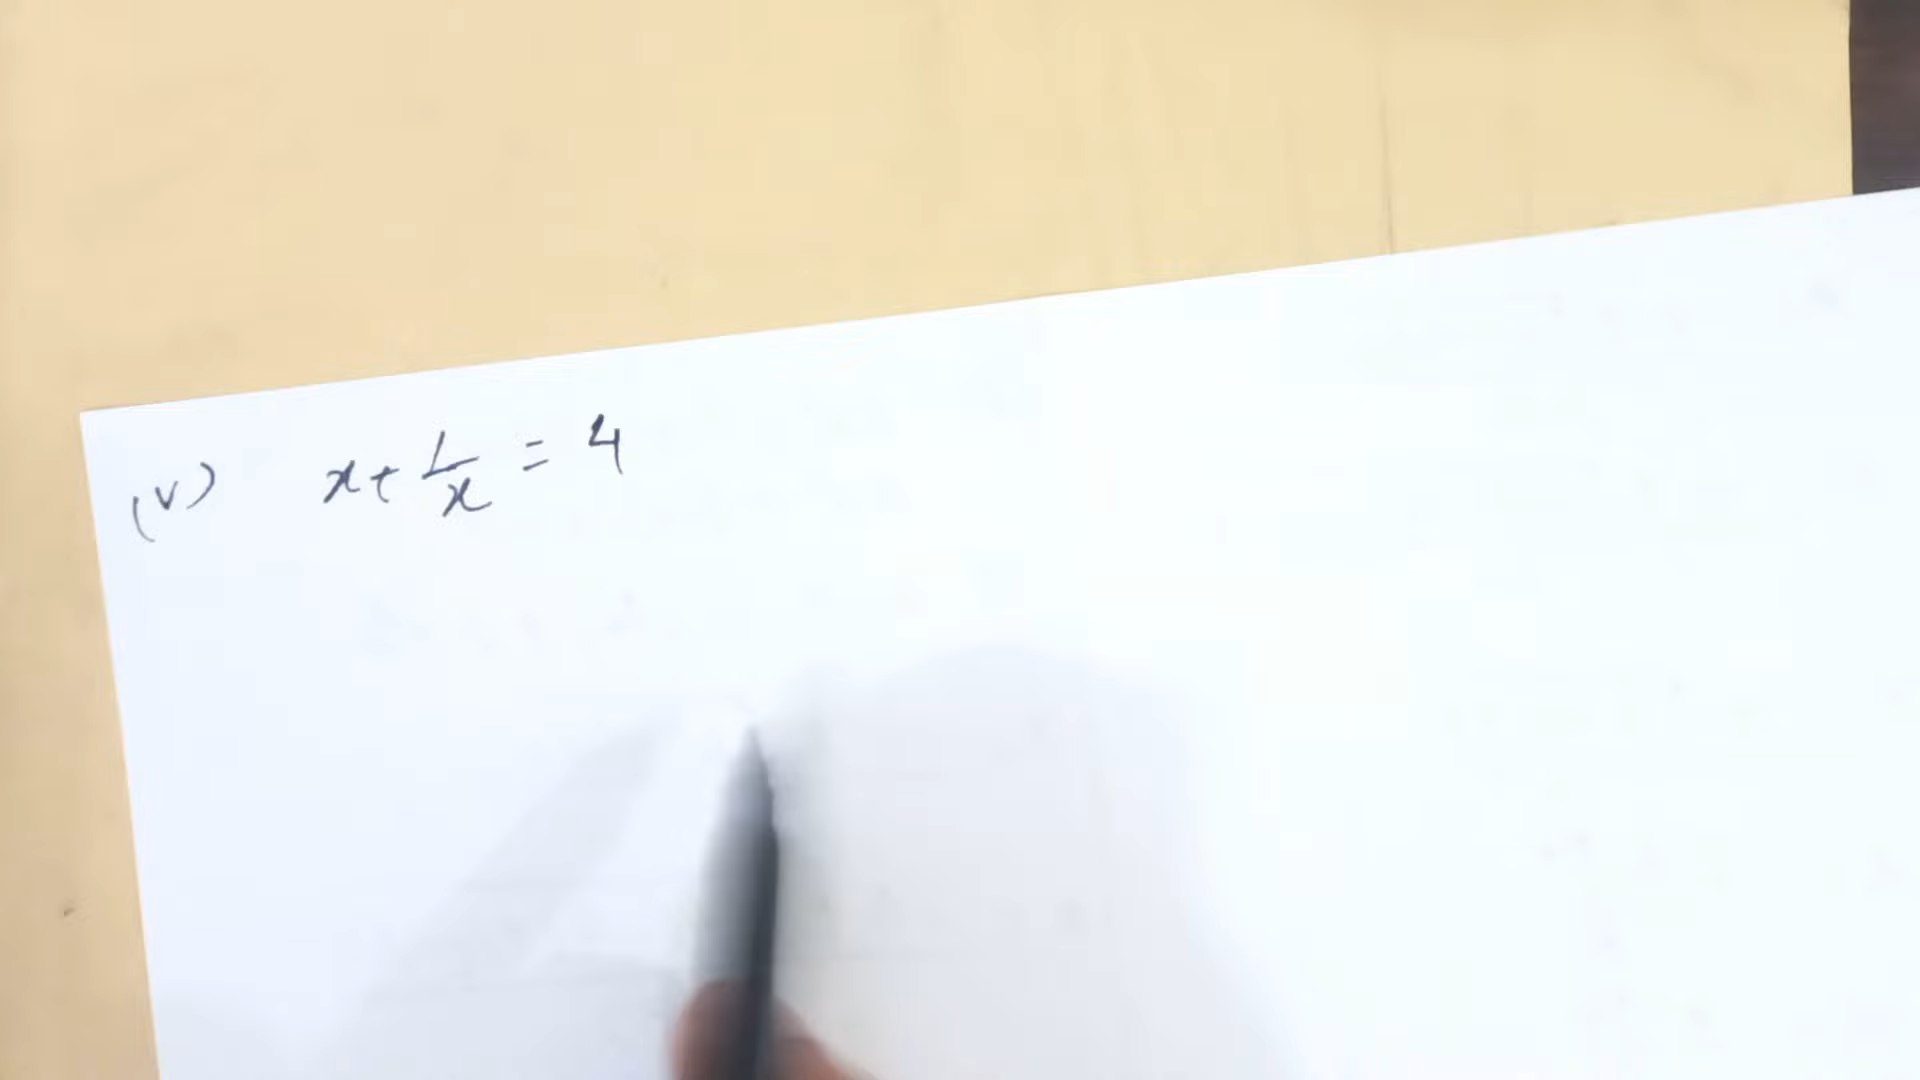 (v) x + 1/x = 4